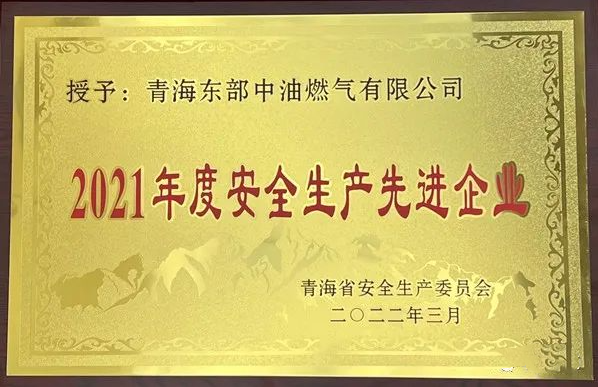 授予：青海东部中油燃气有限公司
2021年度安全生产先进企业
青海省安全生产委员会
二〇二二年三月